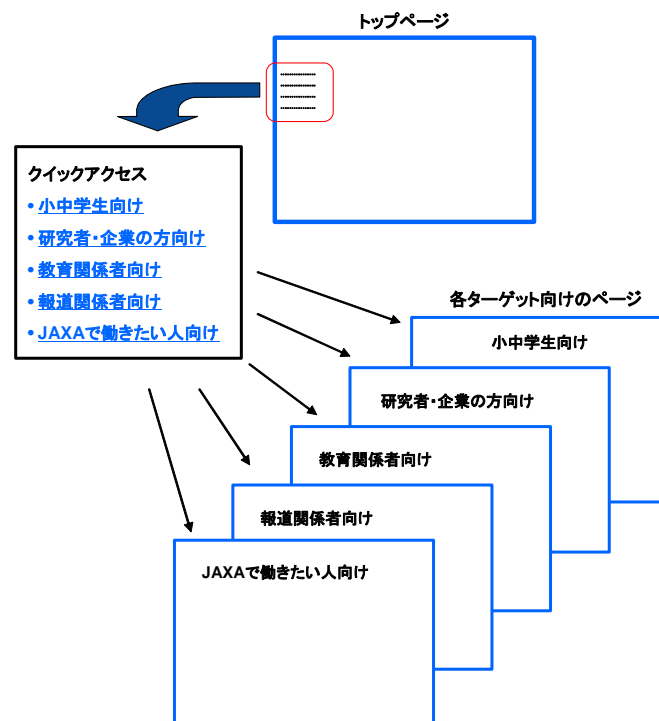 トップページ
クイックアクセス
• 小中学生向け
• 研究者・企業の方向け
• 教育関係者向け
• 報道関係者向け
• JAXAで働きたい人向け
各ターゲット向けのページ
小中学生向け
研究者・企業の方向け
教育関係者向け
報道関係者向け
JAXAで働きたい人向け